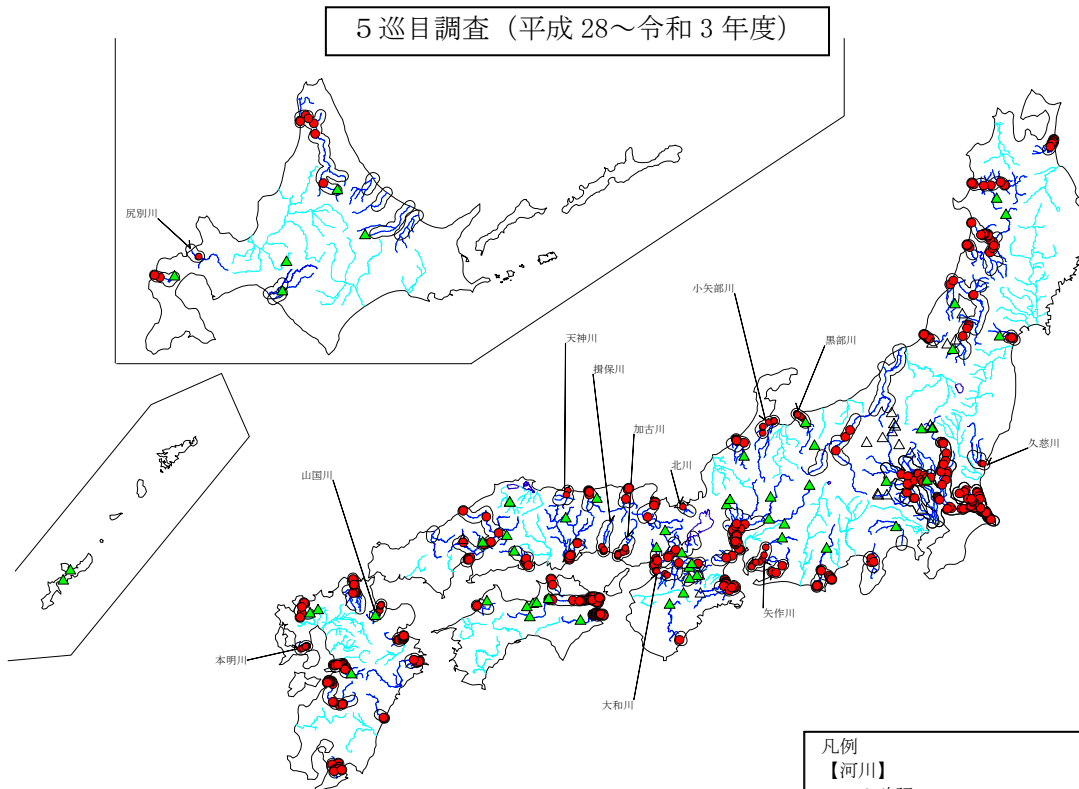 ５巡目調査（平成 28～令和 3 年度）
尻別川
小矢部川
天神川
黒部川
揖保川
加古川
久慈川
北川
山国川
矢作川
本明川
大和川
凡例
【河川】